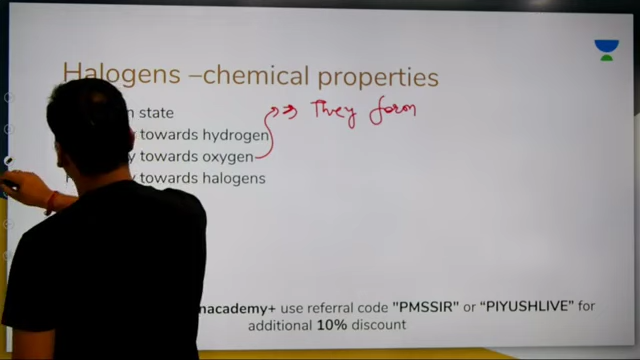 Halogens –chemical properties
state
They form
towards hydrogen
towards oxygen
towards halogens
use referral code "PMSSIR" or "PIYUSHLIVE" for
additional 10% discount